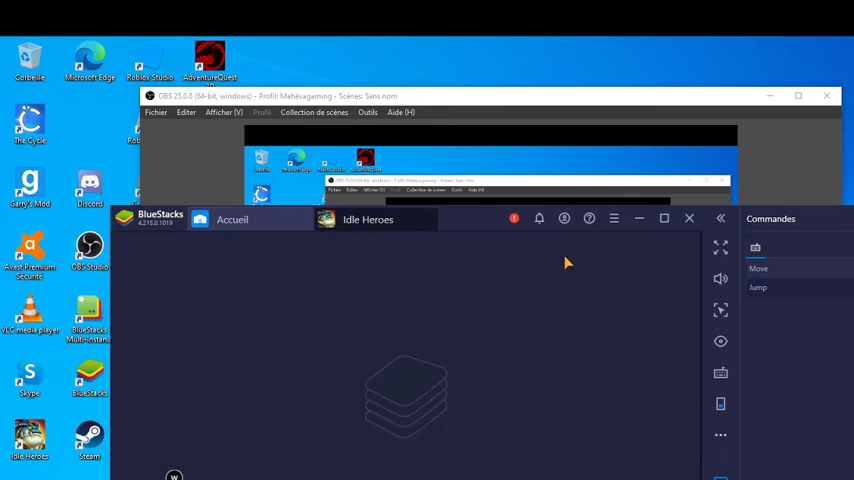 Corbeille
Microsoft Edge
Roblox Studio
AdventureQuest
OBS 25.0.8 (64-bit, windows) - Profil: Mahévagaming - Scènes: Sans nom
Fichier Editer Afficher (V) Profil Collection de scènes Outils Aide (H)
The Cycle
Garry's Mod
Discord
BlueStacks
4.215.0.1019
Accueil
Idle Heroes
Commandes
Move
Jump
Avast Premium
Sécurité
OBS Studio
VLC media player
BlueStacks
Multi-Instan...
Skype
BlueStacks
Idle Heroes
Steam
W